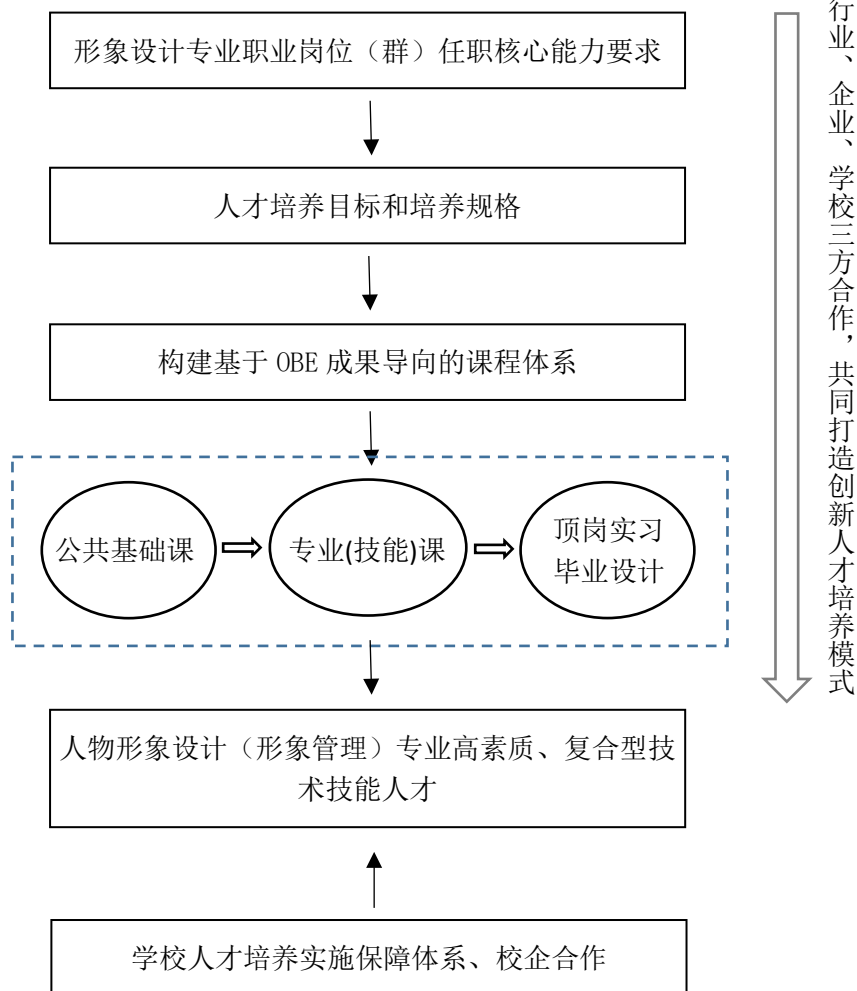 形象设计专业职业岗位（群）任职核心能力要求
人才培养目标和培养规格
构建基于 OBE 成果导向的课程体系
公共基础课
专业(技能)课
顶岗实习
毕业设计
人物形象设计（形象管理）专业高素质、复合型技
术技能人才
学校人才培养实施保障体系、校企合作
行业、企业、学校三方合作，共同打造创新人才培养模式